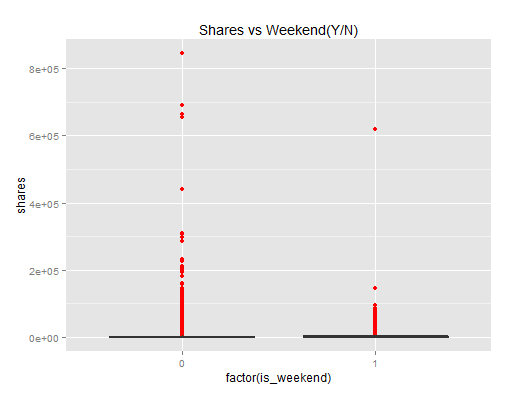 Shares vs Weekend(Y/N)
8e+05
6e+05
4e+05
2e+05
0e+00
shares
0 1
factor(is_weekend)